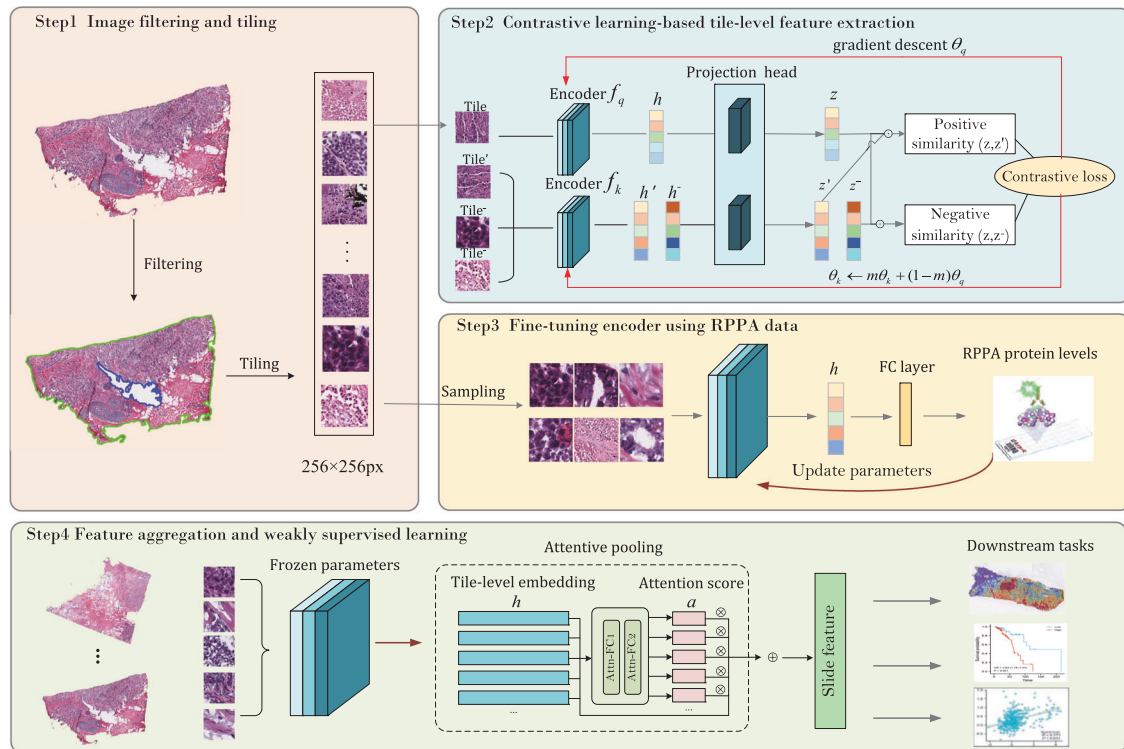 Step1 Image filtering and tiling
Filtering
Tiling
256×256px
Step2 Contrastive learning-based tile-level feature extraction
gradient descent θq
Projection head
Tile
Encoder fq
h
z
Positive
similarity (z,z')
Tile'
Encoder fk
h'
h-
z'
z-
Contrastive loss
Tile-
Negative
similarity (z,z-)
Tile-
θk ← mθk + (1−m)θq
Step3 Fine-tuning encoder using RPPA data
Sampling
h
FC layer
RPPA protein levels
Update parameters
Step4 Feature aggregation and weakly supervised learning
Frozen parameters
Attentive pooling
Tile-level embedding
h
Attn-FC1
Attn-FC2
Attention score
a
...
...
Slide feature
Downstream tasks